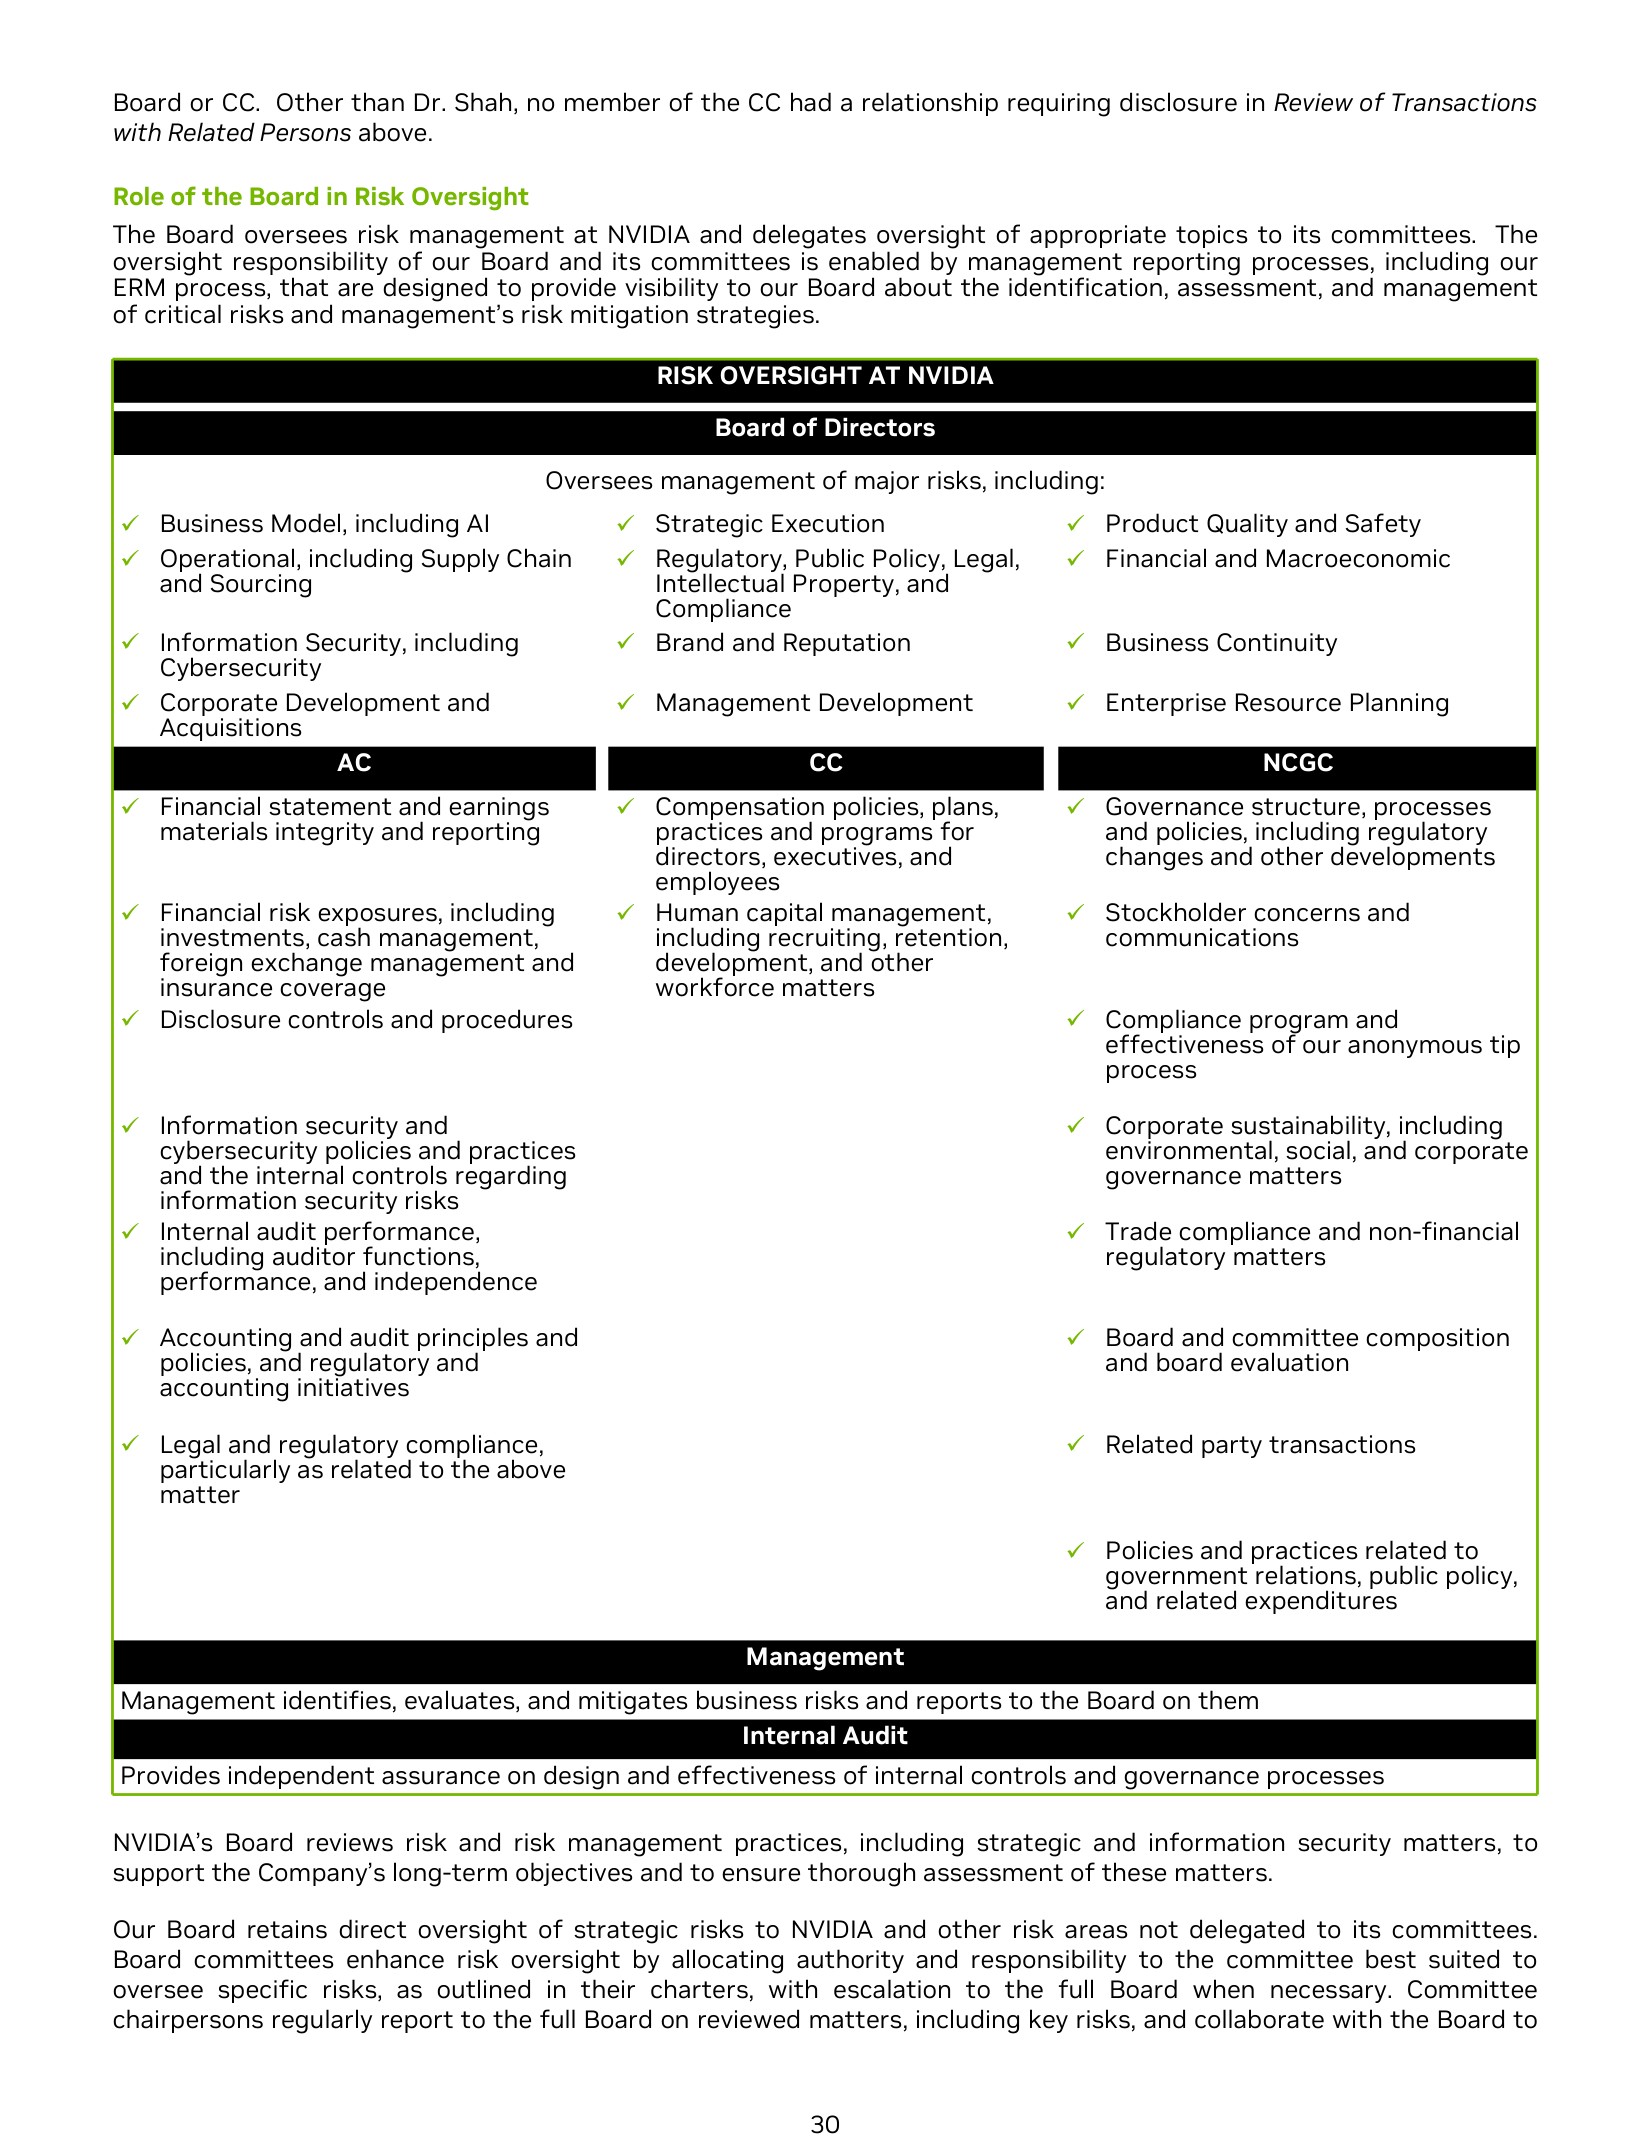 Board or CC.  Other than Dr. Shah, no member of the CC had a relationship requiring disclosure in Review of Transactions
with Related Persons above.
Role of the Board in Risk Oversight
The Board oversees risk management at NVIDIA and delegates oversight of appropriate topics to its committees.  The
oversight responsibility of our Board and its committees is enabled by management reporting processes, including our
ERM process, that are designed to provide visibility to our Board about the identification, assessment, and management
of critical risks and management’s risk mitigation strategies.
RISK OVERSIGHT AT NVIDIA
Board of Directors
Oversees management of major risks, including:
✓ Business Model, including AI
✓ Strategic Execution
✓ Product Quality and Safety
✓ Operational, including Supply Chain
and Sourcing
✓ Regulatory, Public Policy, Legal,
Intellectual Property, and
Compliance
✓ Financial and Macroeconomic
✓ Information Security, including
Cybersecurity
✓ Brand and Reputation
✓ Business Continuity
✓ Corporate Development and
Acquisitions
✓ Management Development
✓ Enterprise Resource Planning
AC
✓ Financial statement and earnings
materials integrity and reporting
✓ Financial risk exposures, including
investments, cash management,
foreign exchange management and
insurance coverage
✓ Disclosure controls and procedures
✓ Information security and
cybersecurity policies and practices
and the internal controls regarding
information security risks
✓ Internal audit performance,
including auditor functions,
performance, and independence
✓ Accounting and audit principles and
policies, and regulatory and
accounting initiatives
✓ Legal and regulatory compliance,
particularly as related to the above
matter
CC
✓ Compensation policies, plans,
practices and programs for
directors, executives, and
employees
✓ Human capital management,
including recruiting, retention,
development, and other
workforce matters
NCGC
✓ Governance structure, processes
and policies, including regulatory
changes and other developments
✓ Stockholder concerns and
communications
✓ Compliance program and
effectiveness of our anonymous tip
process
✓ Corporate sustainability, including
environmental, social, and corporate
governance matters
✓ Trade compliance and non-financial
regulatory matters
✓ Board and committee composition
and board evaluation
✓ Related party transactions
✓ Policies and practices related to
government relations, public policy,
and related expenditures
Management
Management identifies, evaluates, and mitigates business risks and reports to the Board on them
Internal Audit
Provides independent assurance on design and effectiveness of internal controls and governance processes
NVIDIA’s Board reviews risk and risk management practices, including strategic and information security matters, to
support the Company’s long-term objectives and to ensure thorough assessment of these matters.
Our Board retains direct oversight of strategic risks to NVIDIA and other risk areas not delegated to its committees.
Board committees enhance risk oversight by allocating authority and responsibility to the committee best suited to
oversee specific risks, as outlined in their charters, with escalation to the full Board when necessary. Committee
chairpersons regularly report to the full Board on reviewed matters, including key risks, and collaborate with the Board to
30